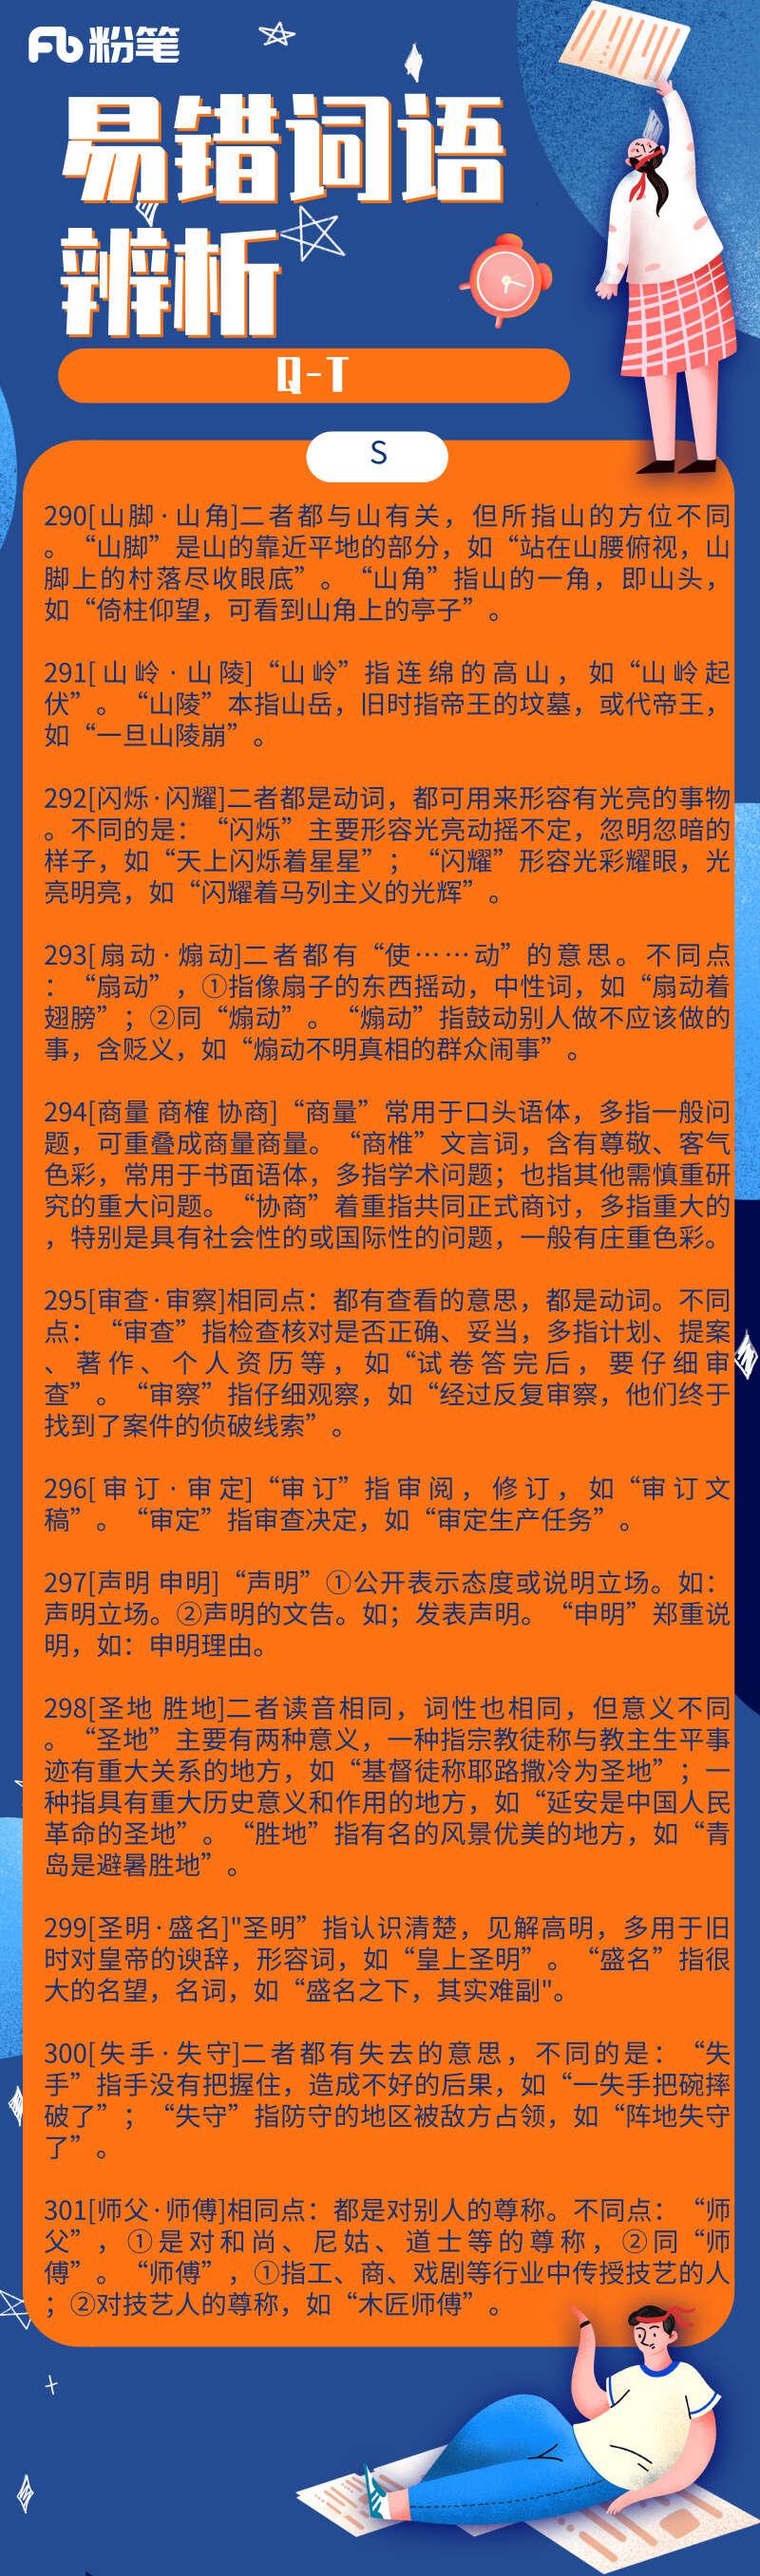 粉笔
易错词语
辨析
Q-T
S
290[山脚·山角]二者都与山有关，但所指山的方位不同
。“山脚”是山的靠近平地的部分，如“站在山腰俯视，山
脚上的村落尽收眼底”。“山角”指山的一角，即山头，
如“倚柱仰望，可看到山角上的亭子”。
291[山岭·山陵]“山岭”指连绵的高山，如“山岭起
伏”。“山陵”本指山岳，旧时指帝王的坟墓，或代帝王，
如“一旦山陵崩”。
292[闪烁·闪耀]二者都是动词，都可用来形容有光亮的事物
。不同的是：“闪烁”主要形容光亮动摇不定，忽明忽暗的
样子，如“天上闪烁着星星”；“闪耀”形容光彩耀眼，光
亮明亮，如“闪耀着马列主义的光辉”。
293[扇动·煽动]二者都有“使……动”的意思。不同点
：“扇动”，①指像扇子的东西摇动，中性词，如“扇动着
翅膀”；②同“煽动”。“煽动”指鼓动别人做不应该做的
事，含贬义，如“煽动不明真相的群众闹事”。
294[商量 商榷 协商]“商量”常用于口头语体，多指一般问
题，可重叠成商量商量。“商椎”文言词，含有尊敬、客气
色彩，常用于书面语体，多指学术问题；也指其他需慎重研
究的重大问题。“协商”着重指共同正式商讨，多指重大的
，特别是具有社会性的或国际性的问题，一般有庄重色彩。
295[审查·审察]相同点：都有查看的意思，都是动词。不同
点：“审查”指检查核对是否正确、妥当，多指计划、提案
、著作、个人资历等，如“试卷答完后，要仔细审
查”。“审察”指仔细观察，如“经过反复审察，他们终于
找到了案件的侦破线索”。
296[审订·审定]“审订”指审阅，修订，如“审订文
稿”。“审定”指审查决定，如“审定生产任务”。
297[声明 申明]“声明”①公开表示态度或说明立场。如：
声明立场。②声明的文告。如；发表声明。“申明”郑重说
明，如：申明理由。
298[圣地 胜地]二者读音相同，词性也相同，但意义不同
。“圣地”主要有两种意义，一种指宗教徒称与教主生平事
迹有重大关系的地方，如“基督徒称耶路撒冷为圣地”；一
种指具有重大历史意义和作用的地方，如“延安是中国人民
革命的圣地”。“胜地”指有名的风景优美的地方，如“青
岛是避暑胜地”。
299[圣明·盛名]"圣明”指认识清楚，见解高明，多用于旧
时对皇帝的谀辞，形容词，如“皇上圣明”。“盛名”指很
大的名望，名词，如“盛名之下，其实难副"。
300[失手·失守]二者都有失去的意思，不同的是：“失
手”指手没有把握住，造成不好的后果，如“一失手把碗摔
破了”；“失守”指防守的地区被敌方占领，如“阵地失守
了”。
301[师父·师傅]相同点：都是对别人的尊称。不同点：“师
父”，①是对和尚、尼姑、道士等的尊称，②同“师
傅”。“师傅”，①指工、商、戏剧等行业中传授技艺的人
；②对技艺人的尊称，如“木匠师傅”。